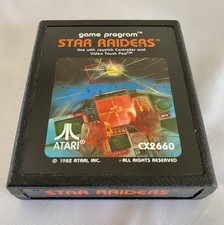 game program™
STAR RAIDERS™
Use with Joystick Controller and
Video Touch Pad™
ATARI®
CX2660
© 1982 ATARI, INC. ALL RIGHTS RESERVED
STAR RAIDERS™